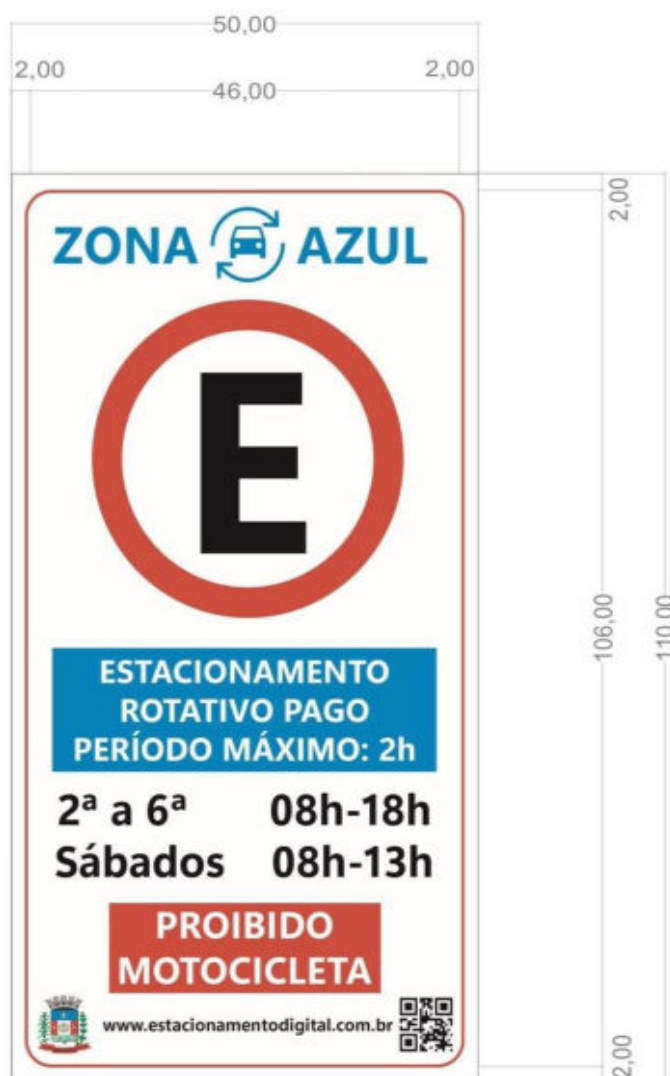 50,00
2,00 2,00
46,00
2,00
ZONA AZUL
E
ESTACIONAMENTO
ROTATIVO PAGO
PERÍODO MÁXIMO: 2h
106,00
110,00
2ª a 6ª 08h-18h
Sábados 08h-13h
PROIBIDO
MOTOCICLETA
www.estacionamentodigital.com.br
2,00